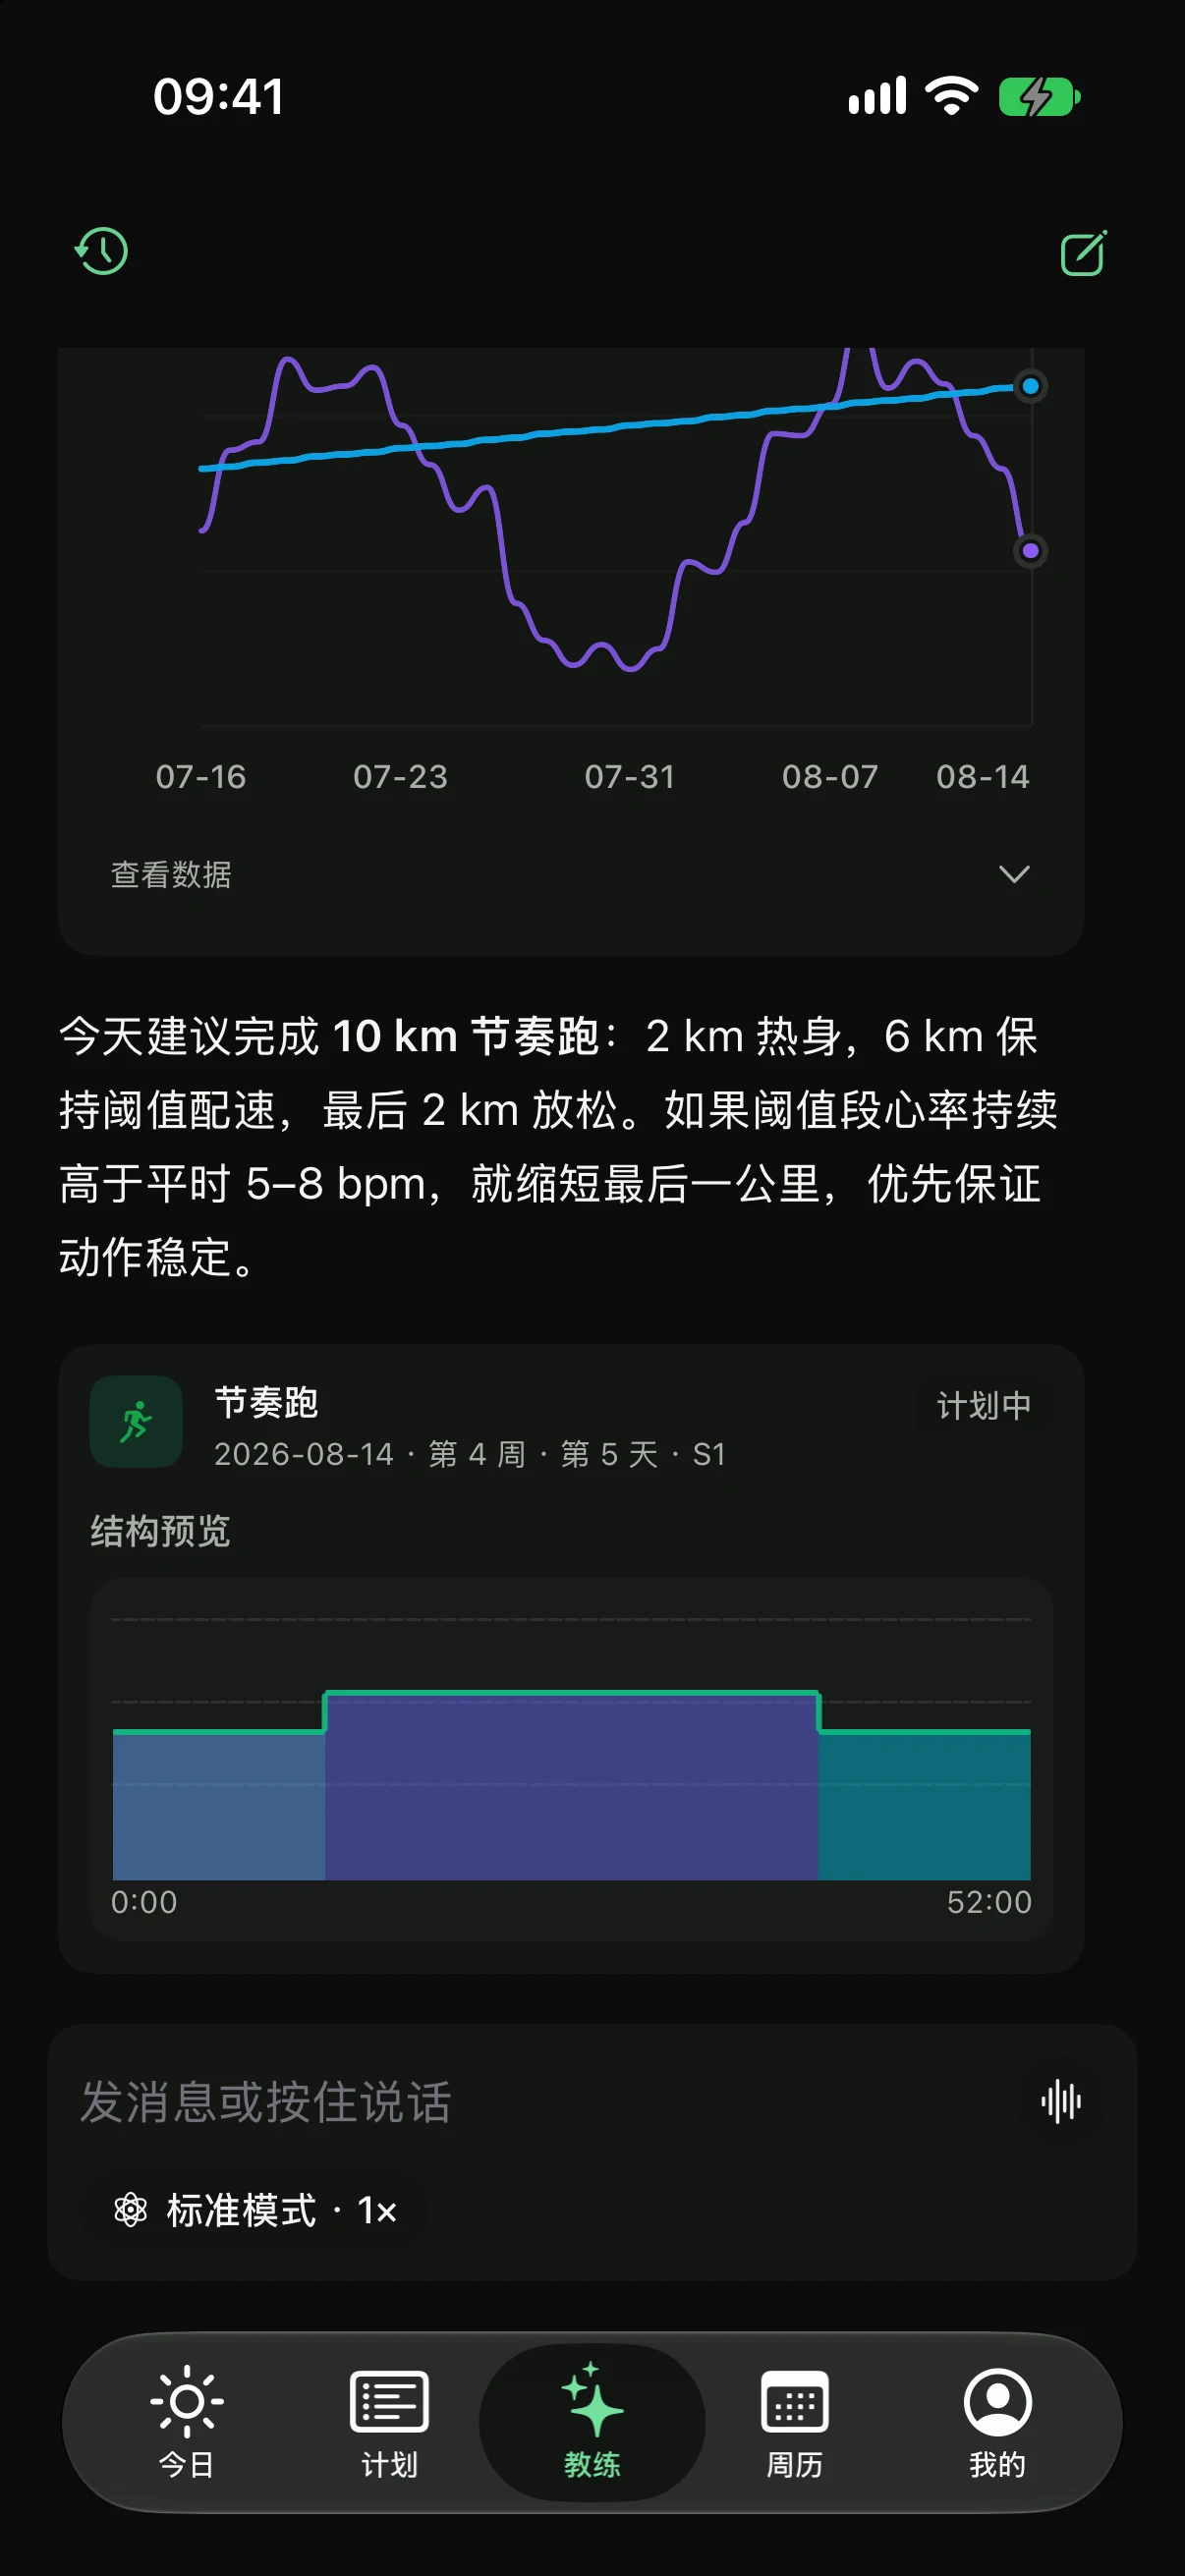 09:41
07-16 07-23 07-31 08-07 08-14
查看数据
今天建议完成 10 km 节奏跑：2 km 热身，6 km 保
持阈值配速，最后 2 km 放松。如果阈值段心率持续
高于平时 5–8 bpm，就缩短最后一公里，优先保证
动作稳定。
节奏跑
计划中
2026-08-14 · 第 4 周 · 第 5 天 · S1
结构预览
0:00 52:00
发消息或按住说话
标准模式 · 1×
今日 计划 教练 周历 我的